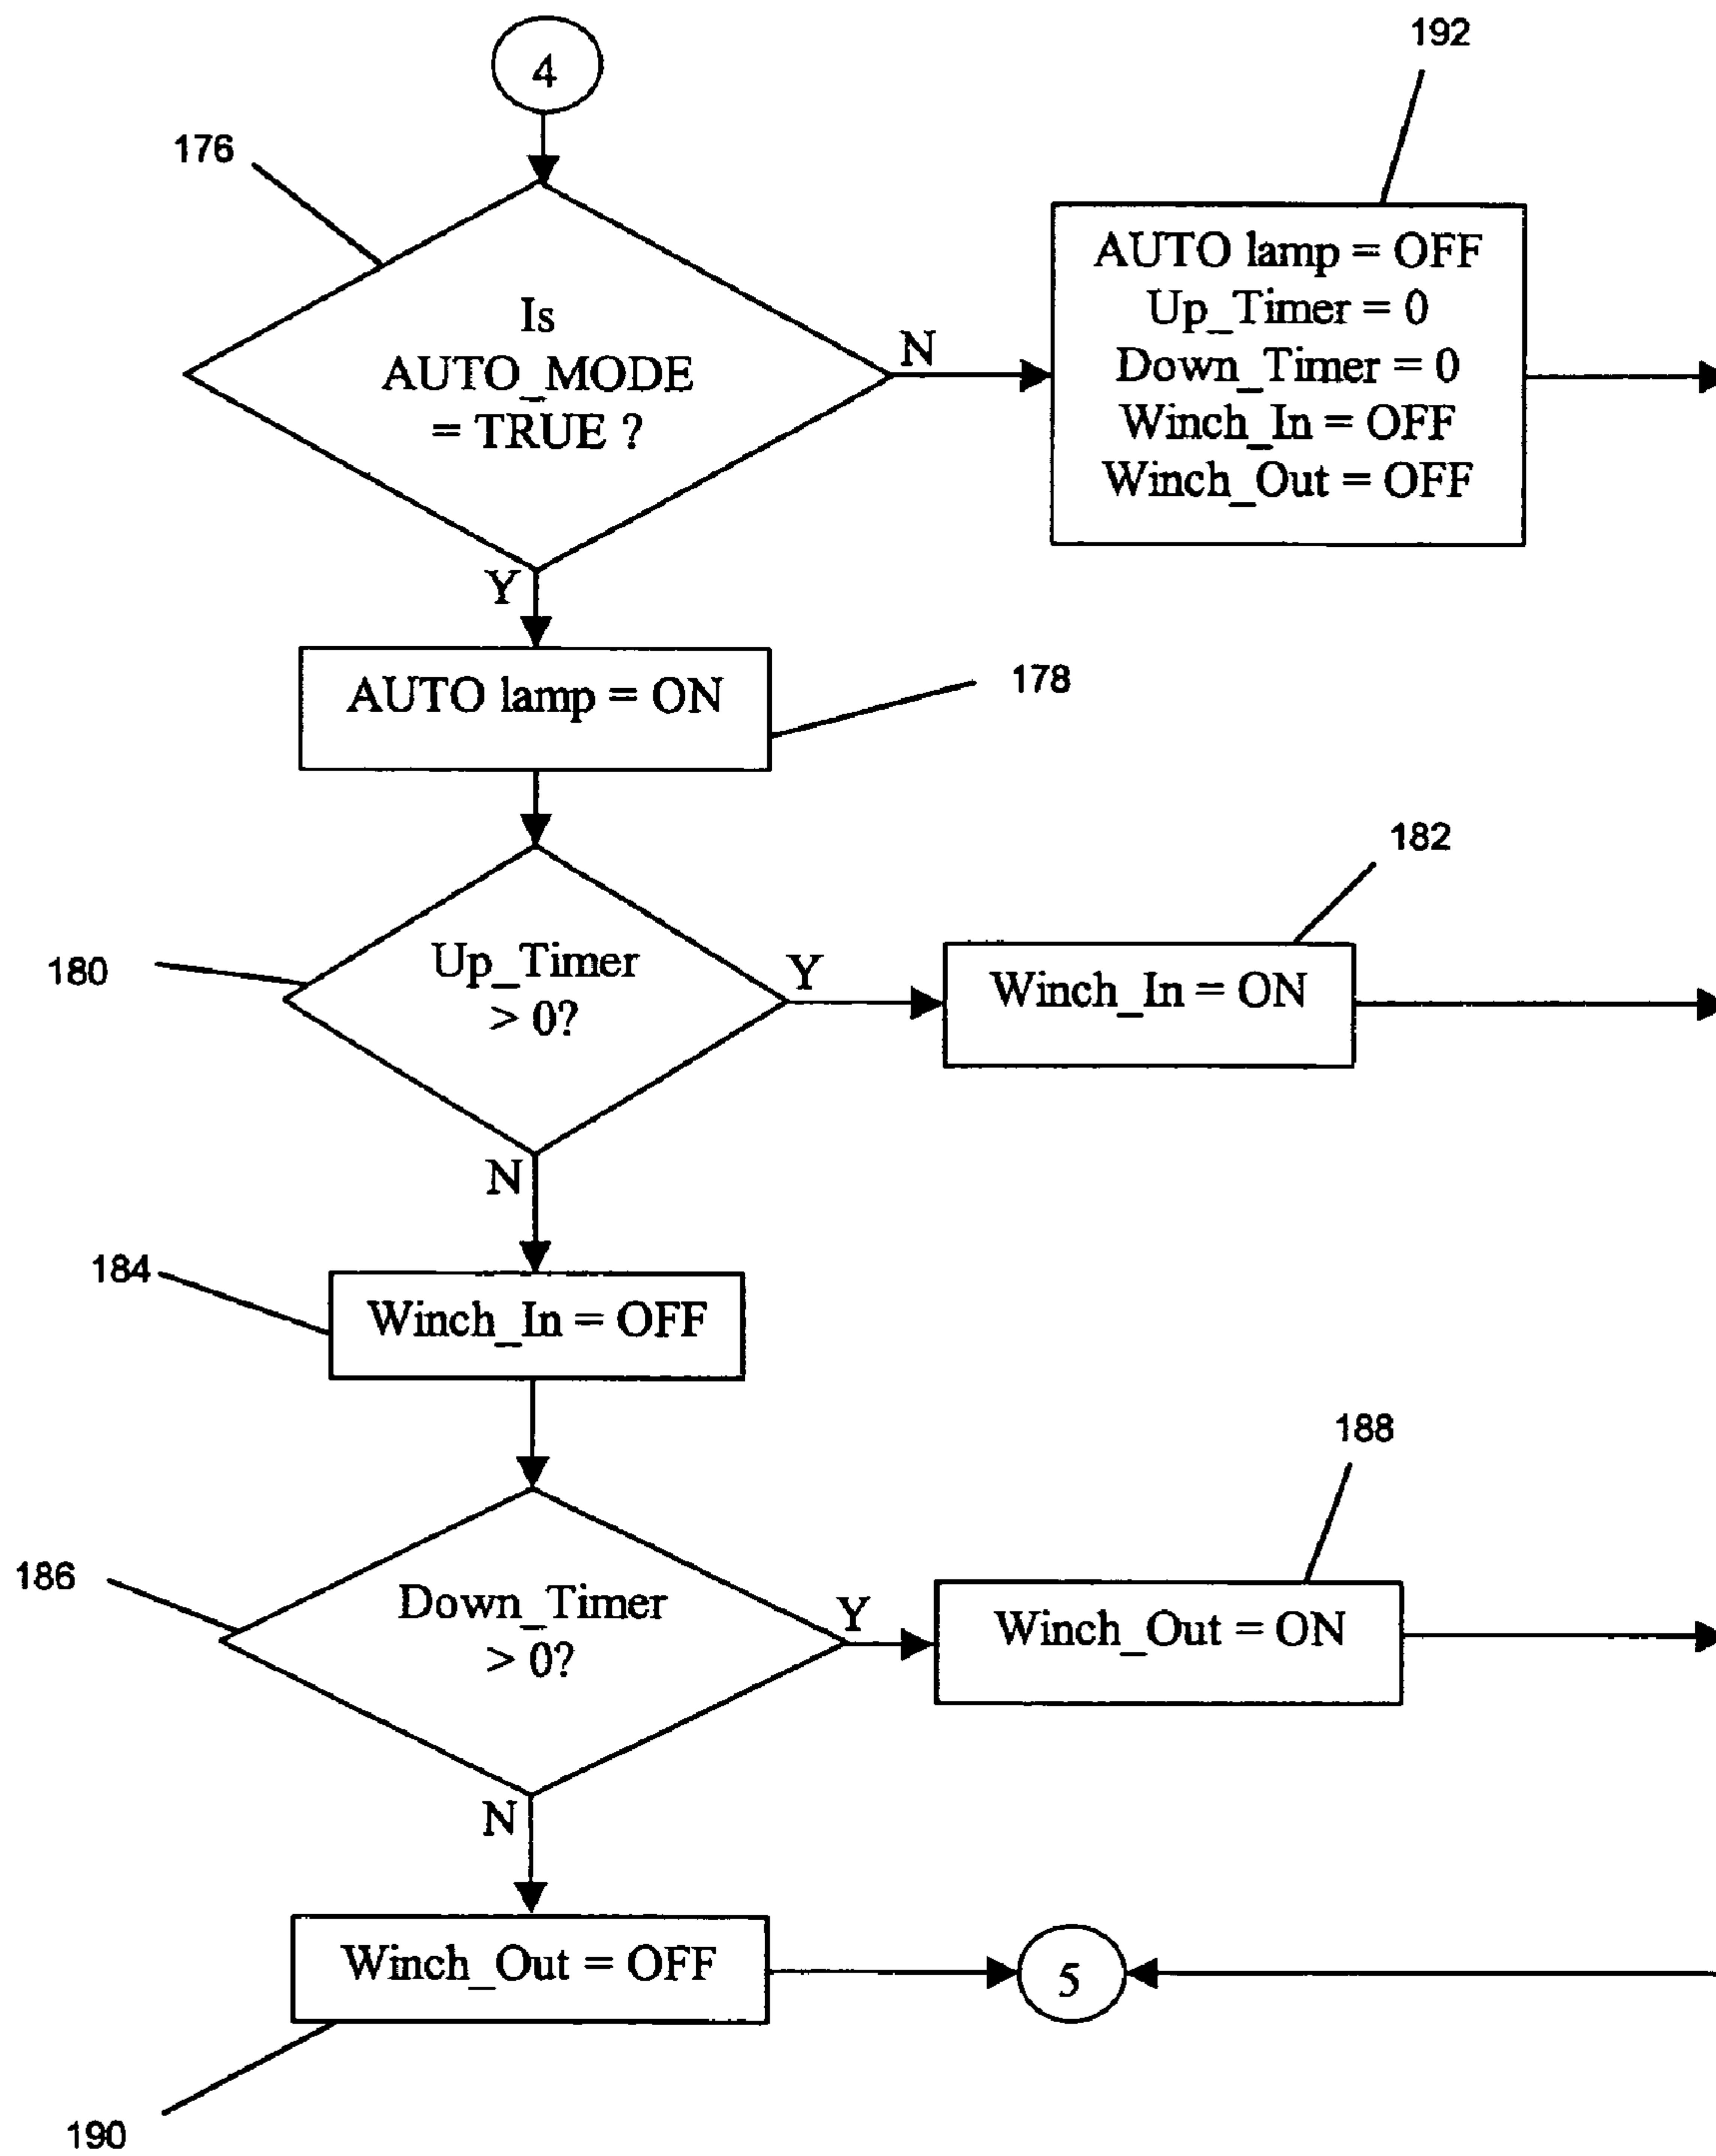 4
176
192
Is
AUTO_MODE
= TRUE ?
N
Y
AUTO lamp = OFF
Up_Timer = 0
Down_Timer = 0
Winch_In = OFF
Winch_Out = OFF
AUTO lamp = ON
178
180
Up_Timer
> 0?
Y
N
182
Winch_In = ON
184
Winch_In = OFF
186
Down_Timer
> 0?
Y
N
188
Winch_Out = ON
Winch_Out = OFF
5
190